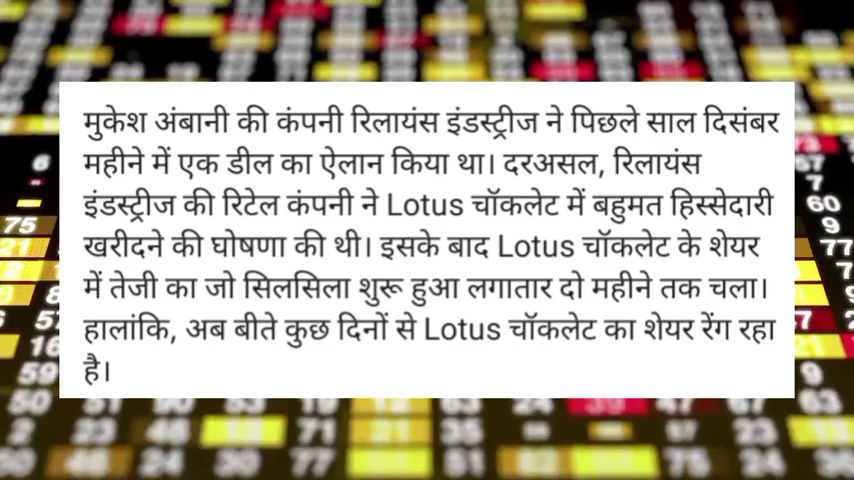 मुकेश अंबानी की कंपनी रिलायंस इंडस्ट्रीज ने पिछले साल दिसंबर
महीने में एक डील का ऐलान किया था। दरअसल, रिलायंस
इंडस्ट्रीज की रिटेल कंपनी ने Lotus चॉकलेट में बहुमत हिस्सेदारी
खरीदने की घोषणा की थी। इसके बाद Lotus चॉकलेट के शेयर
में तेजी का जो सिलसिला शुरू हुआ लगातार दो महीने तक चला।
हालांकि, अब बीते कुछ दिनों से Lotus चॉकलेट का शेयर रेंग रहा
है।